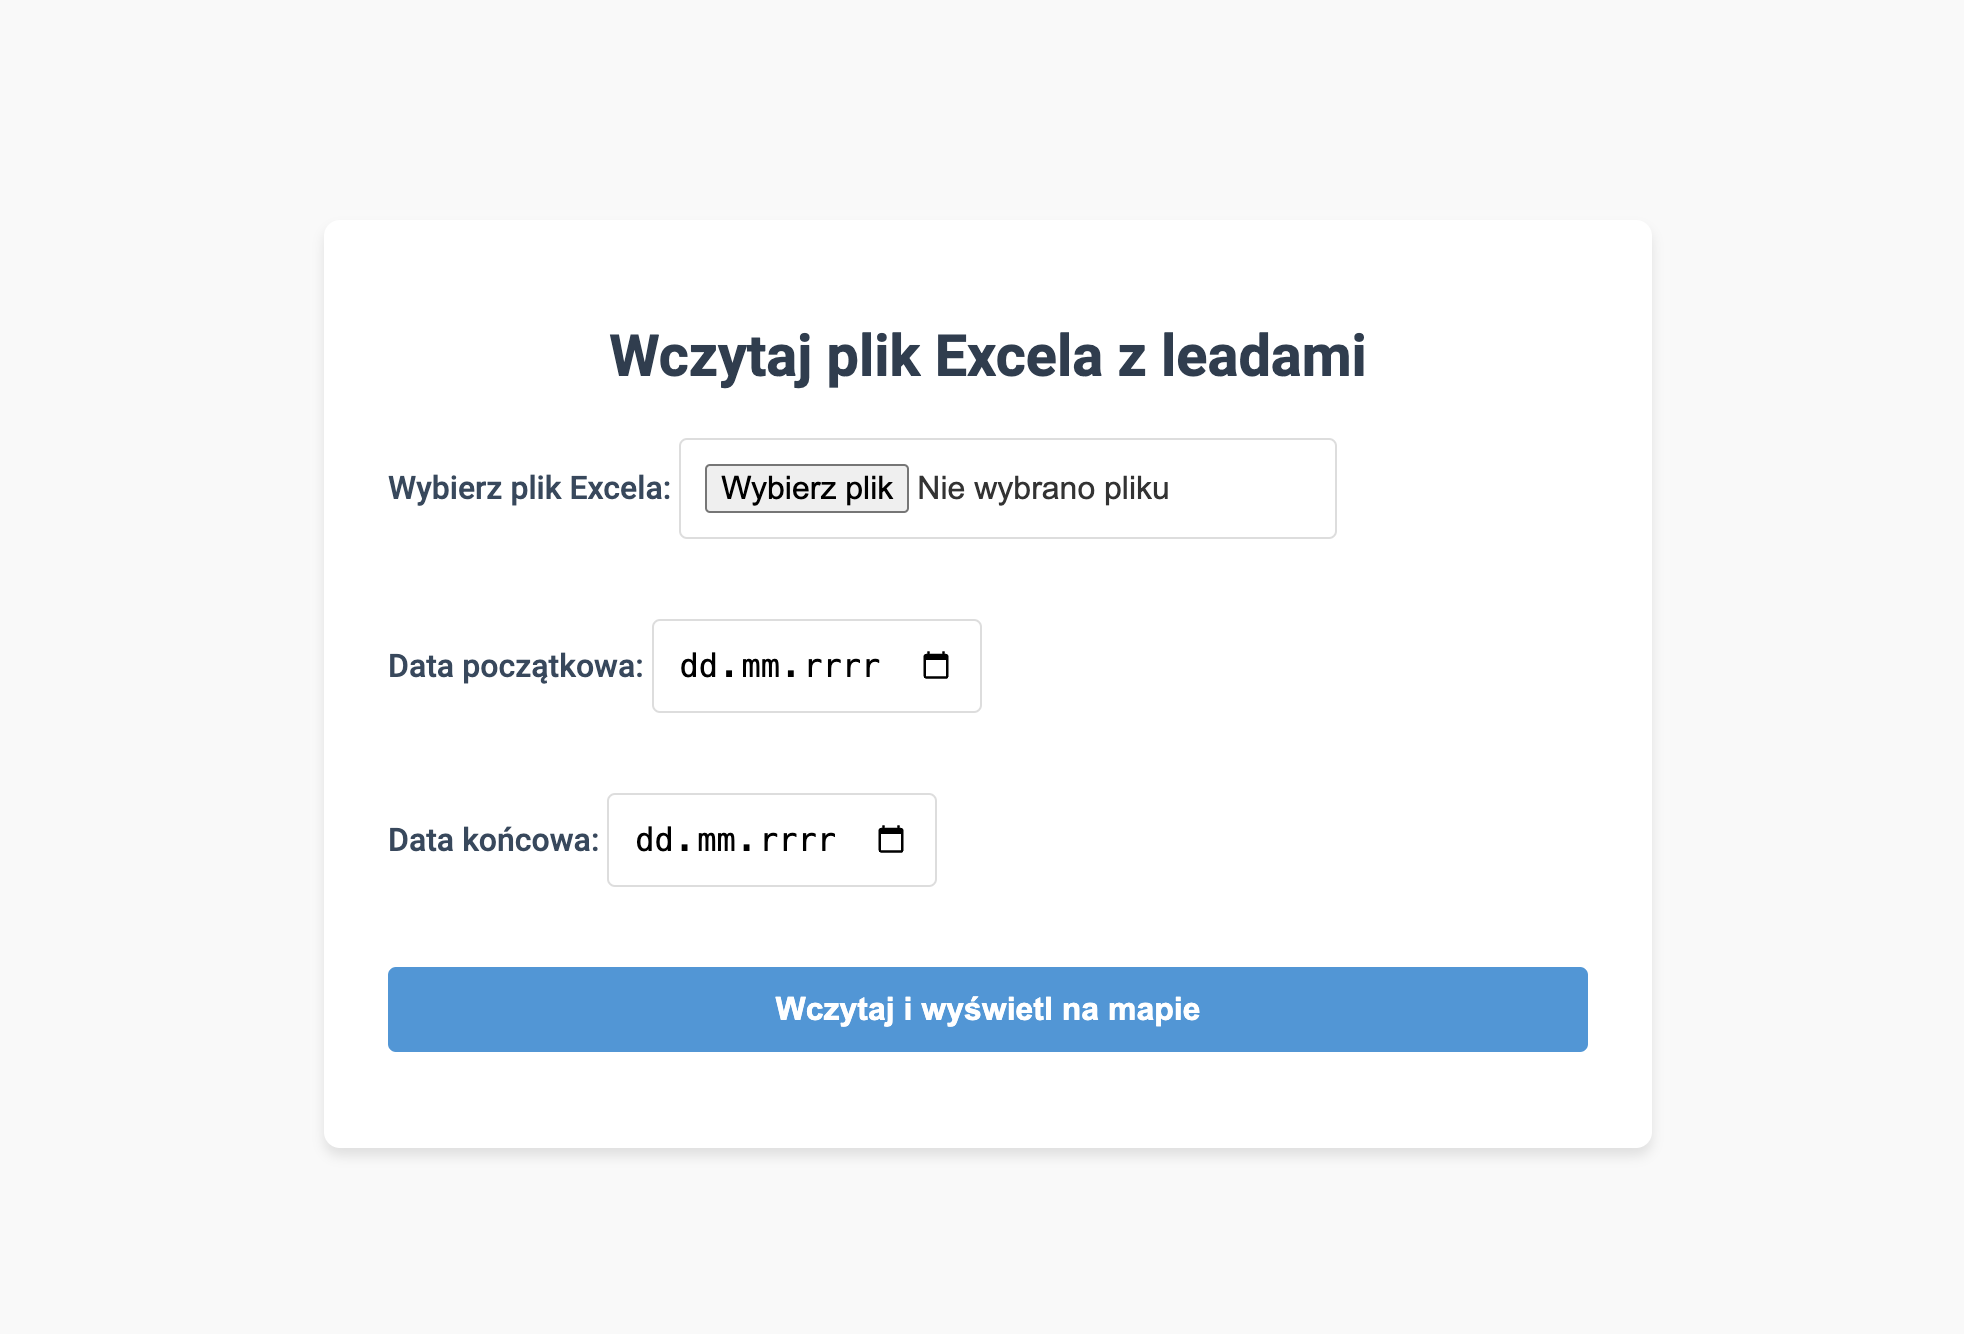 Wczytaj plik Excela z leadami
Wybierz plik Excela: Wybierz plik Nie wybrano pliku
Data początkowa: dd.mm.rrrr
Data końcowa: dd.mm.rrrr
Wczytaj i wyświetl na mapie